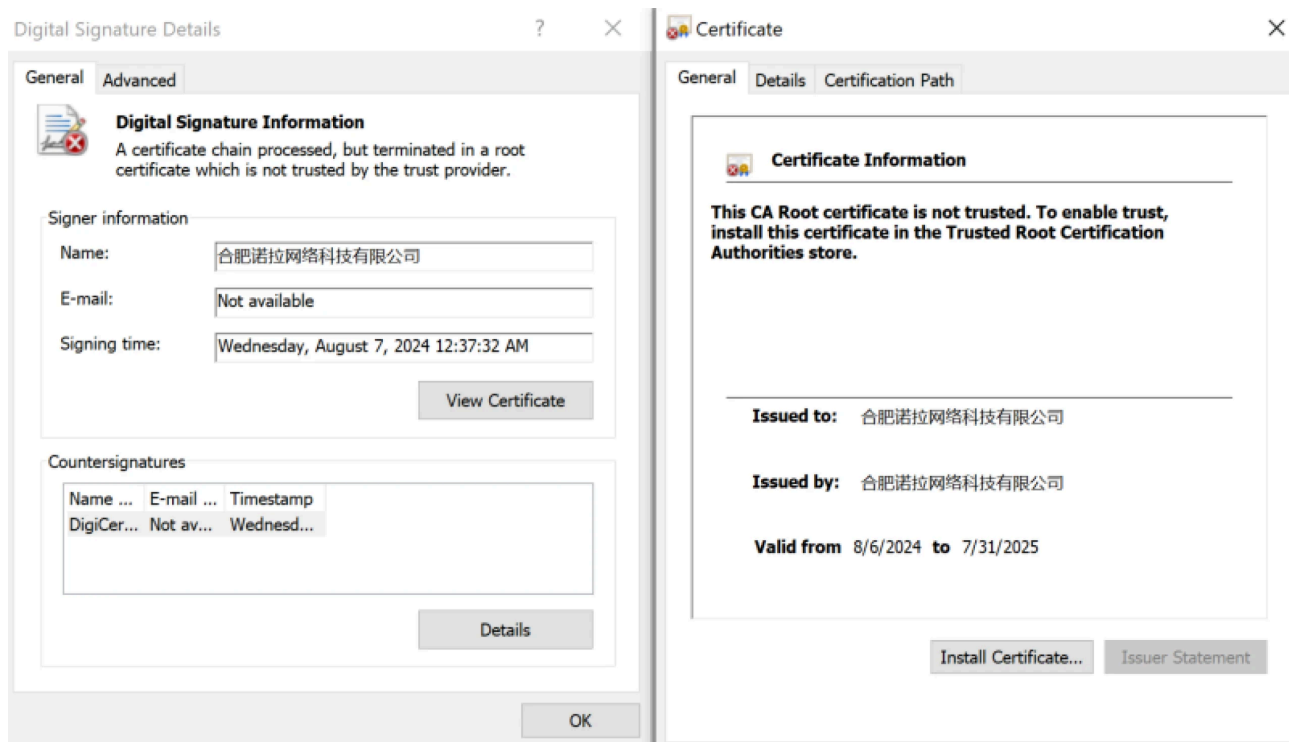 Digital Signature Details
General
Advanced
Digital Signature Information
A certificate chain processed, but terminated in a root
certificate which is not trusted by the trust provider.
Signer information
Name:
合肥诺拉网络科技有限公司
E-mail:
Not available
Signing time:
Wednesday, August 7, 2024 12:37:32 AM
View Certificate
Countersignatures
Name ... E-mail ... Timestamp
DigiCer... Not av... Wednesd...
Details
OK
Certificate
General
Details
Certification Path
Certificate Information
This CA Root certificate is not trusted. To enable trust,
install this certificate in the Trusted Root Certification
Authorities store.
Issued to: 合肥诺拉网络科技有限公司
Issued by: 合肥诺拉网络科技有限公司
Valid from 8/6/2024 to 7/31/2025
Install Certificate...
Issuer Statement